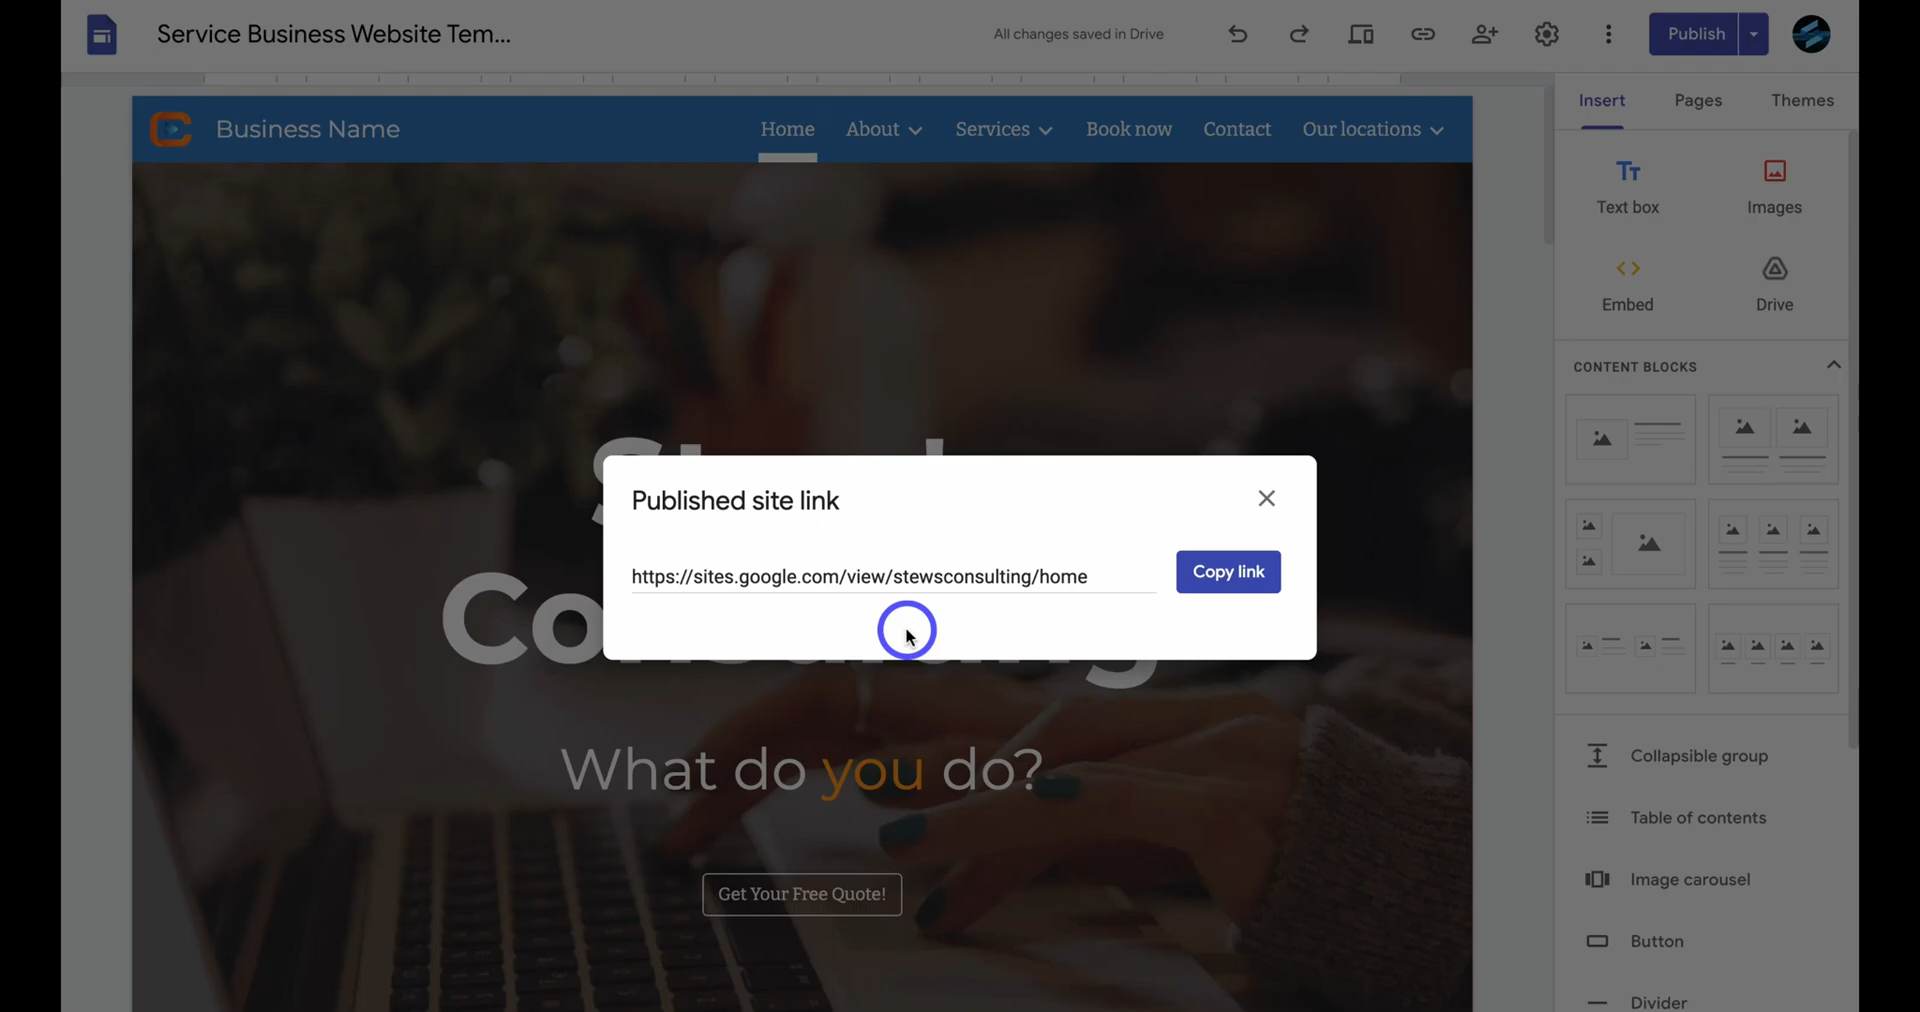 Service Business Website Tem...
All changes saved in Drive
Publish
Business Name
Home
About
Services
Book now
Contact
Our locations
Insert
Pages
Themes
Tt
Text box
Images
Embed
Drive
CONTENT BLOCKS
Published site link
https://sites.google.com/view/stewsconsulting/home
Copy link
What do you do?
Get Your Free Quote!
Collapsible group
Table of contents
Image carousel
Button
Divider